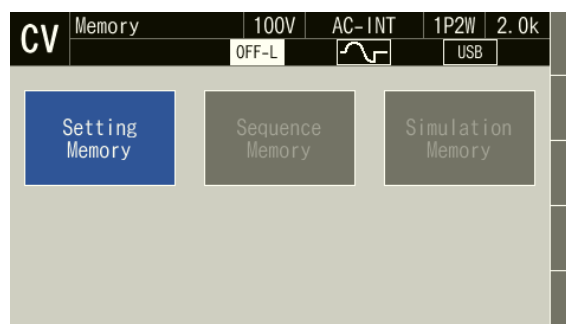 CV
Memory
100V
AC-INT
1P2W
2.0k
OFF-L
USB
Setting
Memory
Sequence
Memory
Simulation
Memory